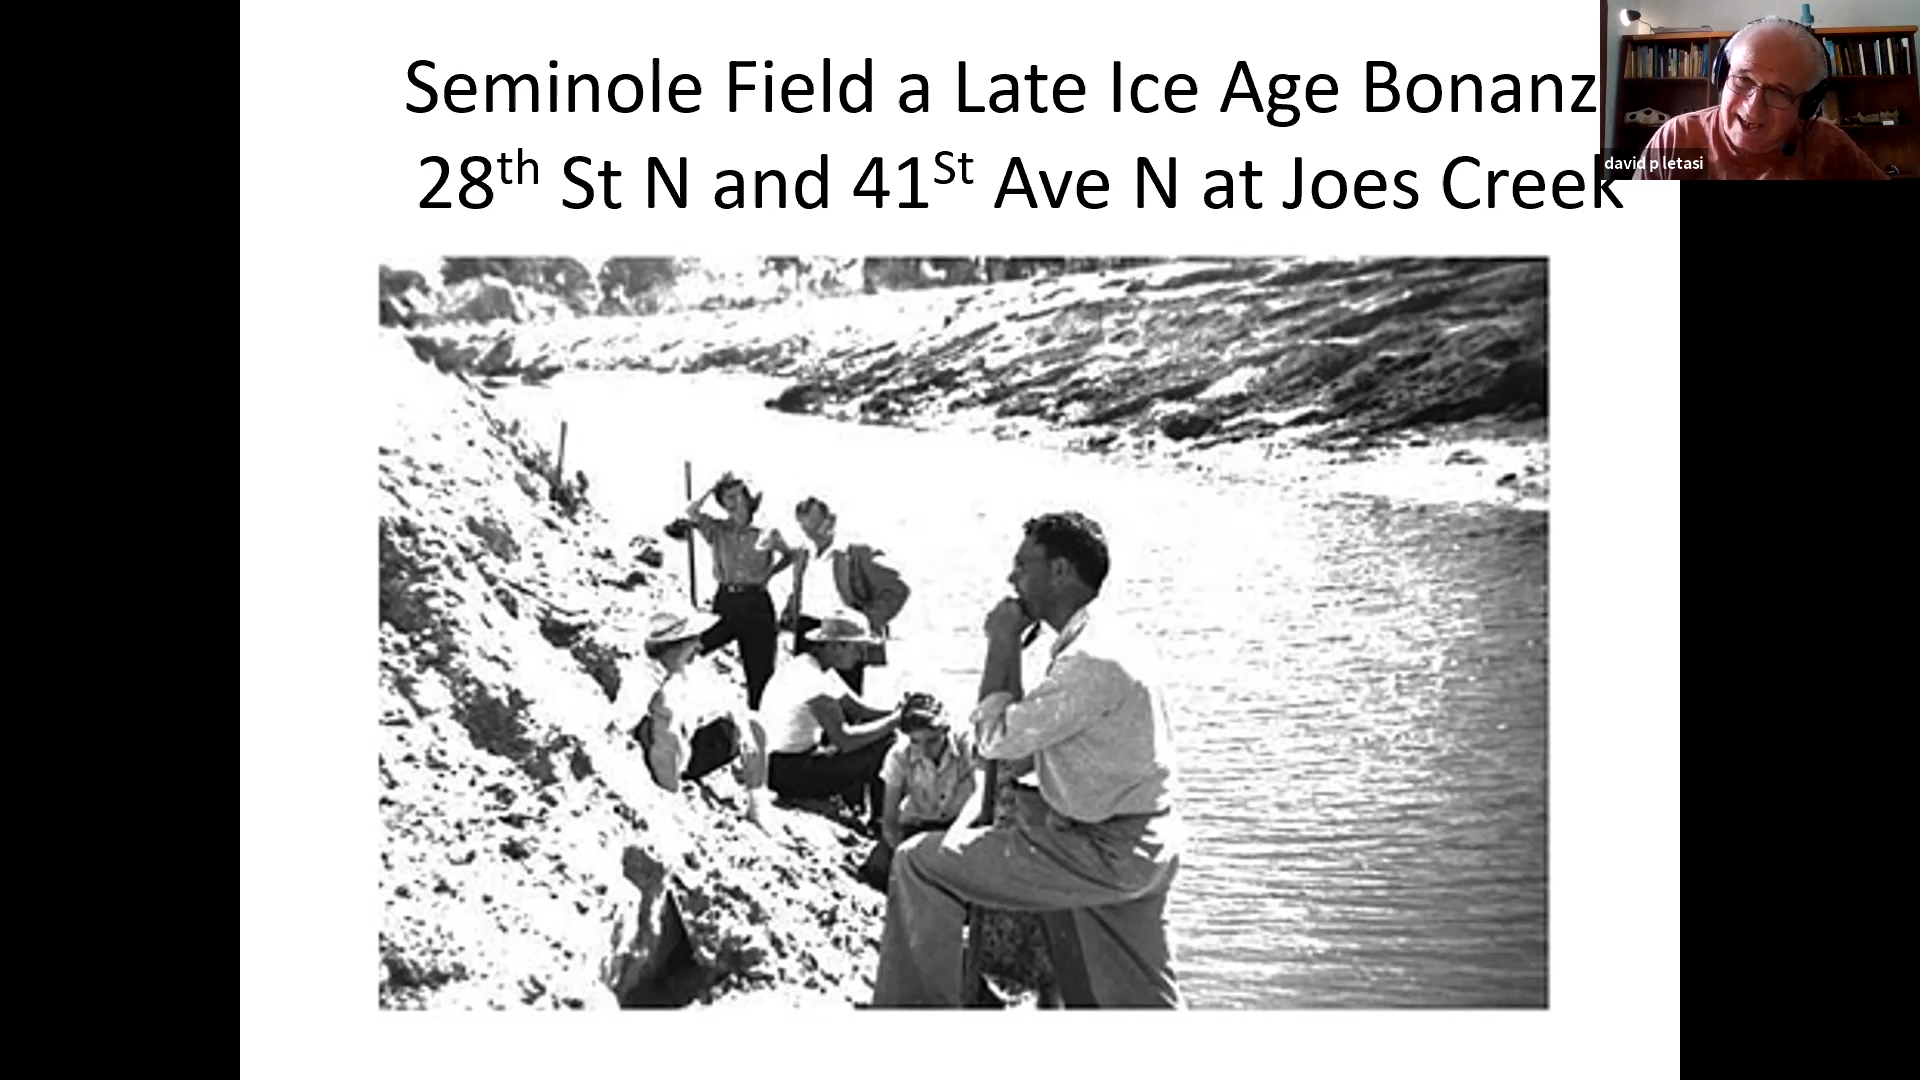 Seminole Field a Late Ice Age Bonanz
28th St N and 41St Ave N at Joes Creek
david p letasi